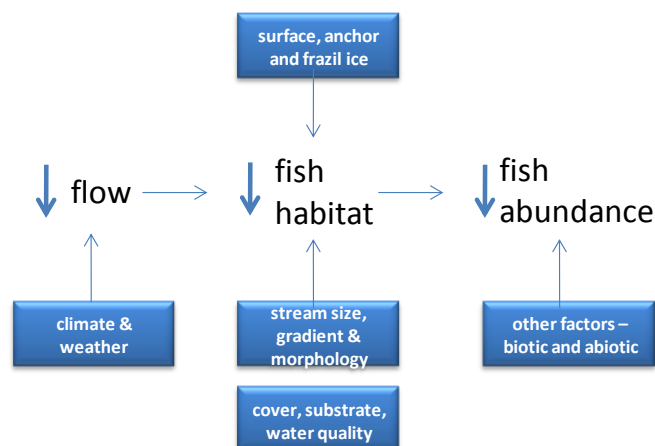 surface, anchor
and frazil ice
flow
fish
habitat
fish
abundance
climate &
weather
stream size,
gradient &
morphology
other factors –
biotic and abiotic
cover, substrate,
water quality